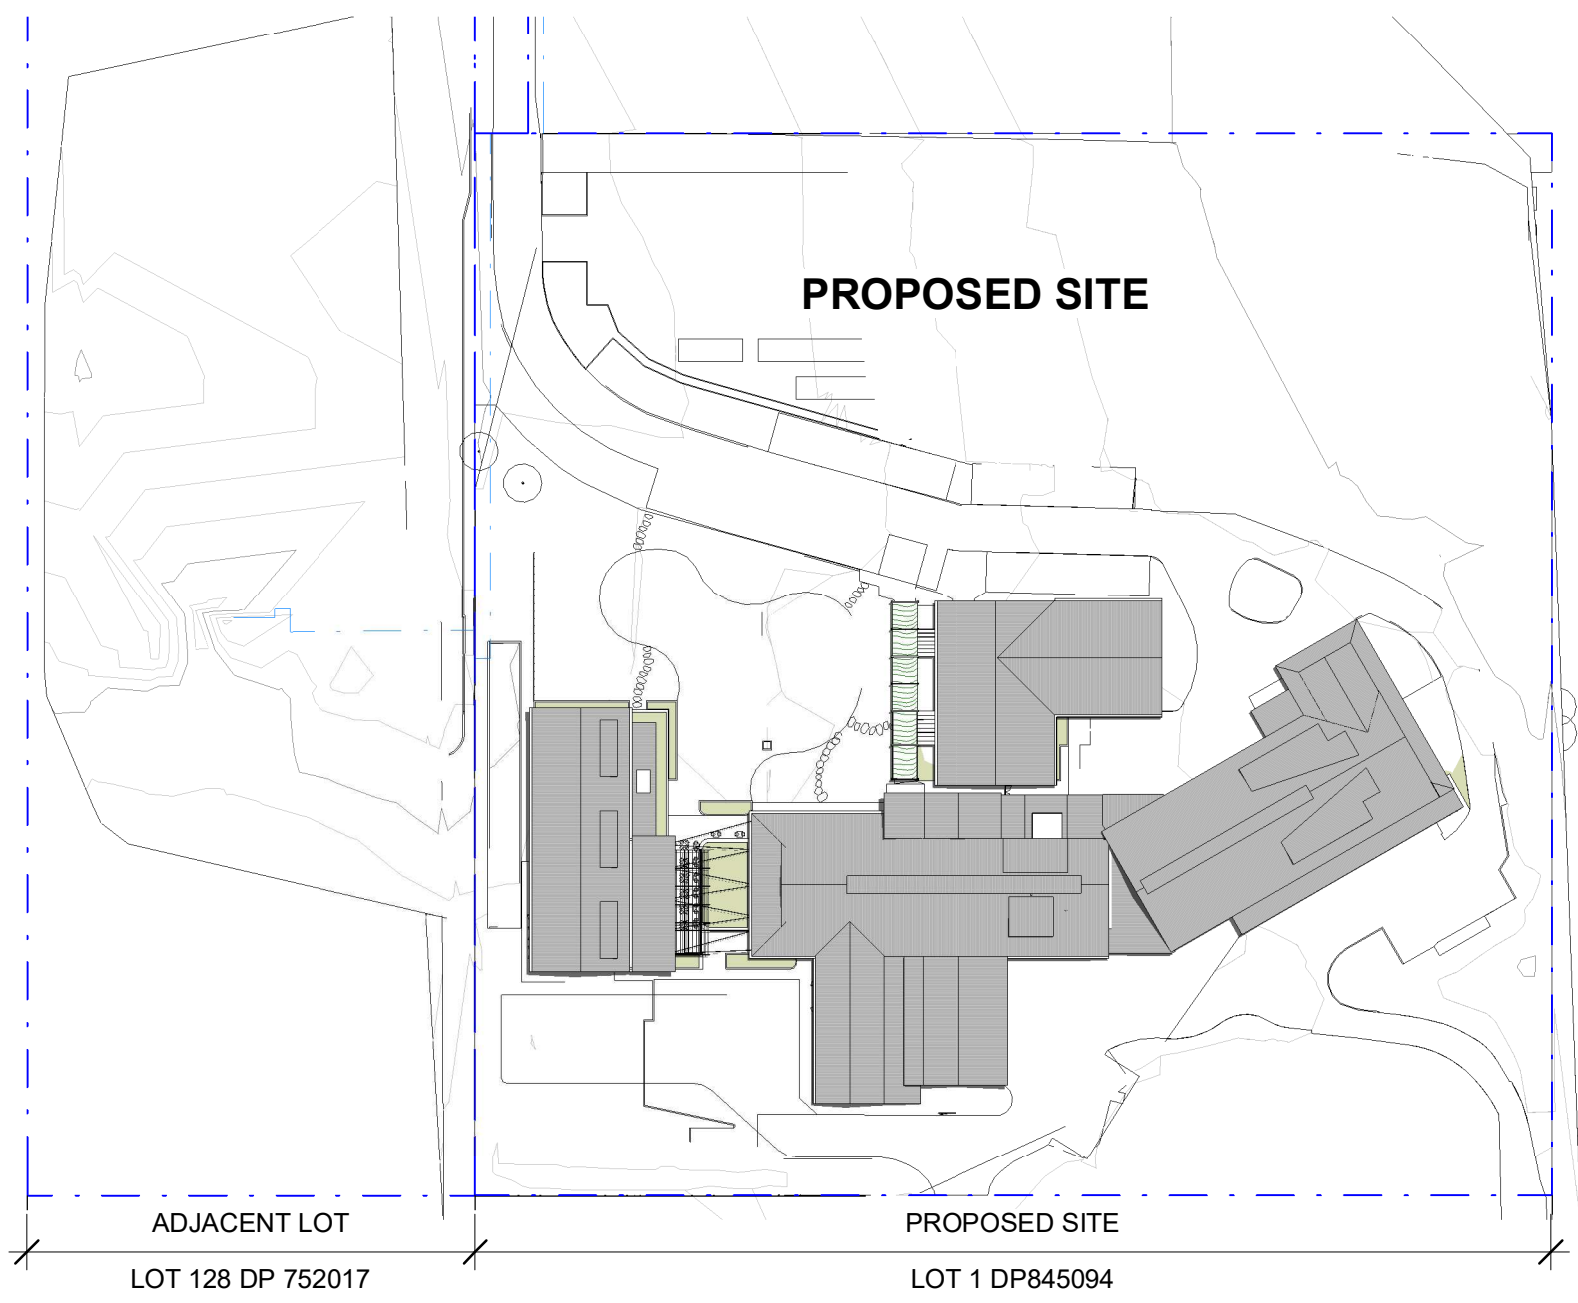 PROPOSED SITE
ADJACENT LOT
PROPOSED SITE
LOT 128 DP 752017
LOT 1 DP845094